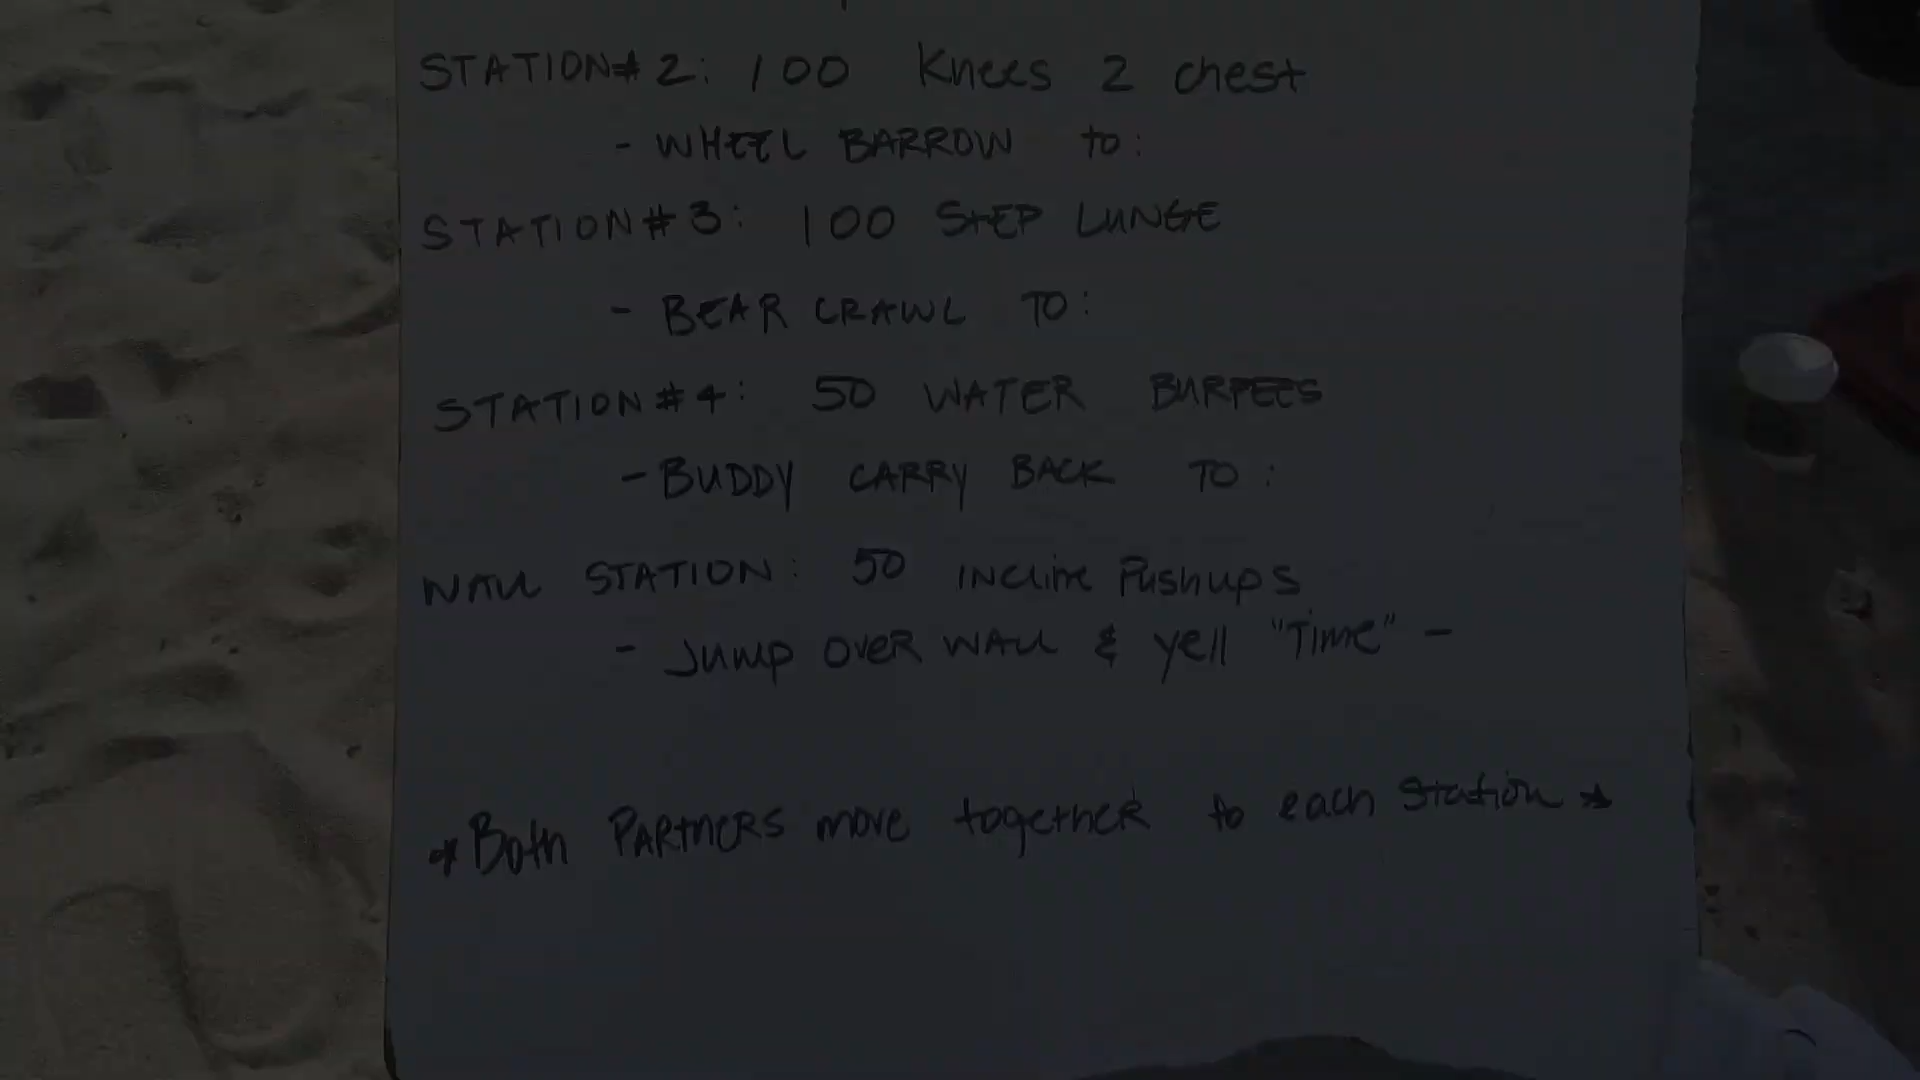 STATION# 2: 100 Knees 2 chest
- WHEEL BARROW to:
STATION# 3: 100 STEP LUNGE
- BEAR CRAWL TO:
STATION# 4: 50 WATER BURPEES
- BUDDY CARRY BACK TO:
WALL STATION: 50 INCLINE PUSHUPS
- Jump OVER WALL & yell "Time" -
* Both PARTNERS move together to each Station *